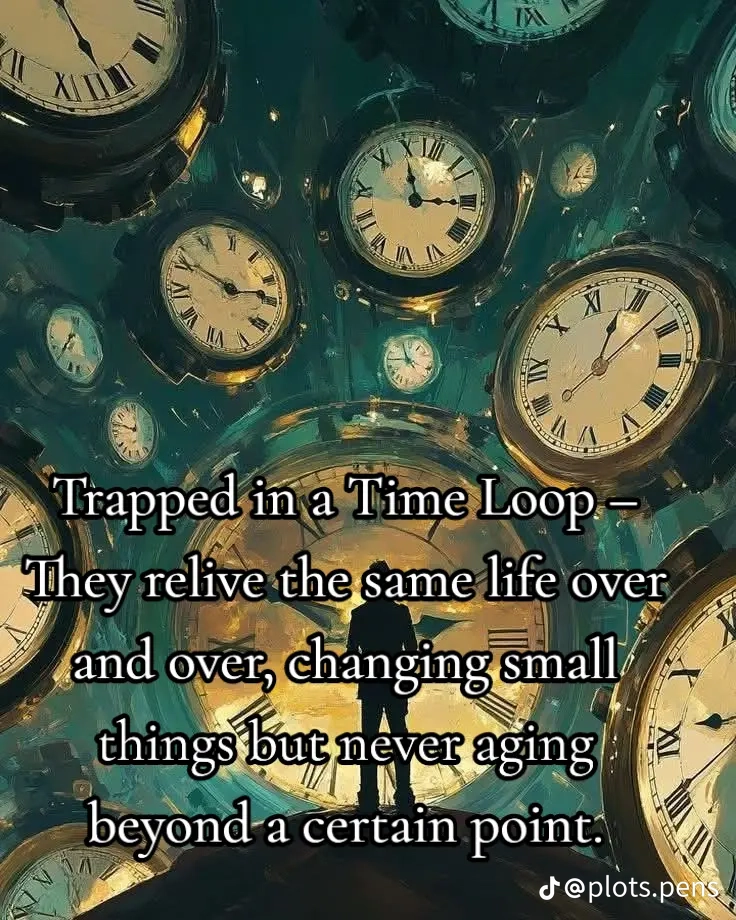 Trapped in a Time Loop –
They relive the same life over
and over, changing small
things but never aging
beyond a certain point.
@plots.pens